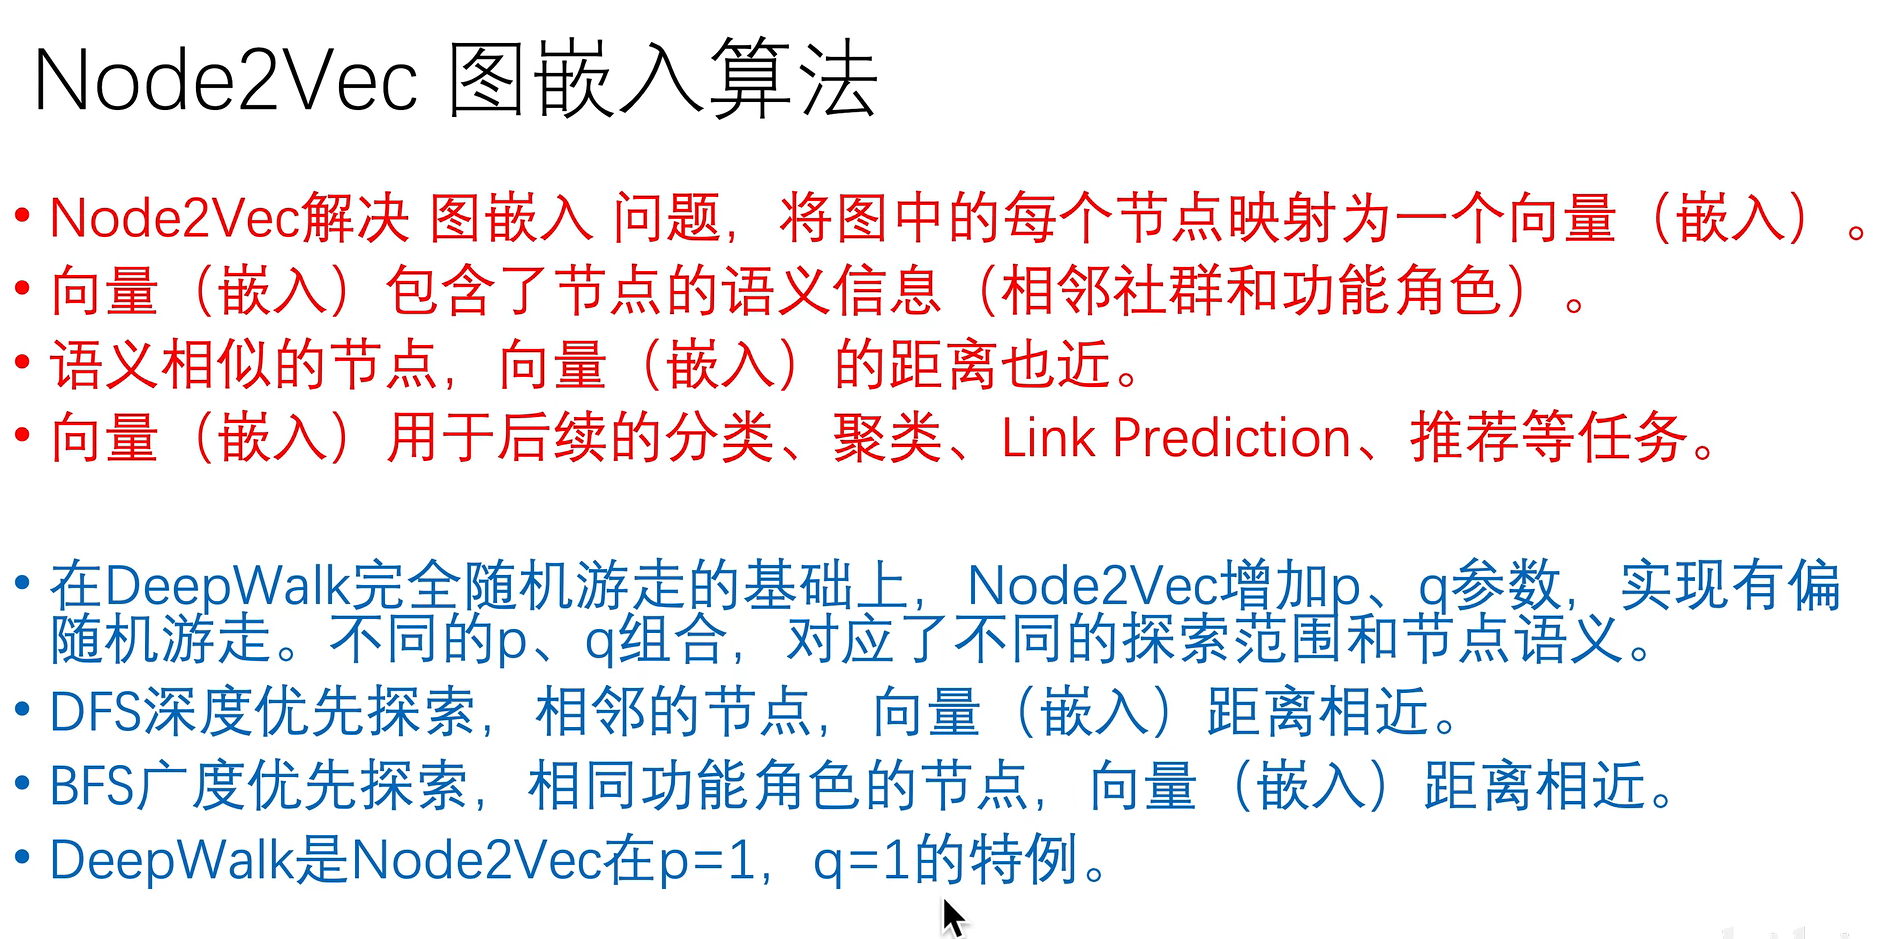 Node2Vec 图嵌入算法
• Node2Vec解决 图嵌入 问题，将图中的每个节点映射为一个向量（嵌入）。
• 向量（嵌入）包含了节点的语义信息（相邻社群和功能角色）。
• 语义相似的节点，向量（嵌入）的距离也近。
• 向量（嵌入）用于后续的分类、聚类、Link Prediction、推荐等任务。
• 在DeepWalk完全随机游走的基础上，Node2Vec增加p、q参数，实现有偏
随机游走。不同的p、q组合，对应了不同的探索范围和节点语义。
• DFS深度优先探索，相邻的节点，向量（嵌入）距离相近。
• BFS广度优先探索，相同功能角色的节点，向量（嵌入）距离相近。
• DeepWalk是Node2Vec在p=1，q=1的特例。